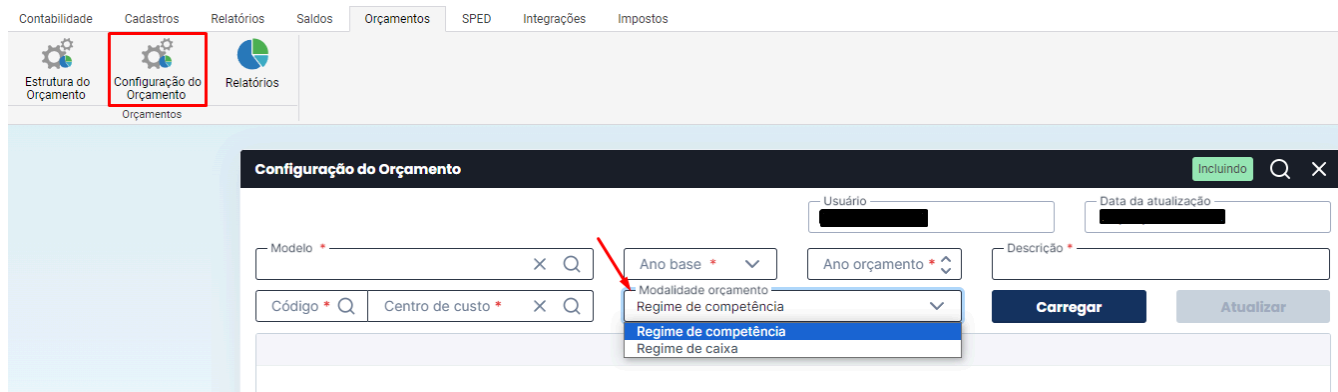 Contabilidade Cadastros Relatórios Saldos Orçamentos SPED Integrações Impostos
Estrutura do Orçamento
Configuração do Orçamento
Relatórios
Orçamentos
Configuração do Orçamento Incluindo
Usuário Data da atualização
Modelo * Ano base * Ano orçamento * Descrição *
Código * Centro de custo * Modalidade orçamento
Regime de competência Carregar Atualizar
Regime de competência
Regime de caixa